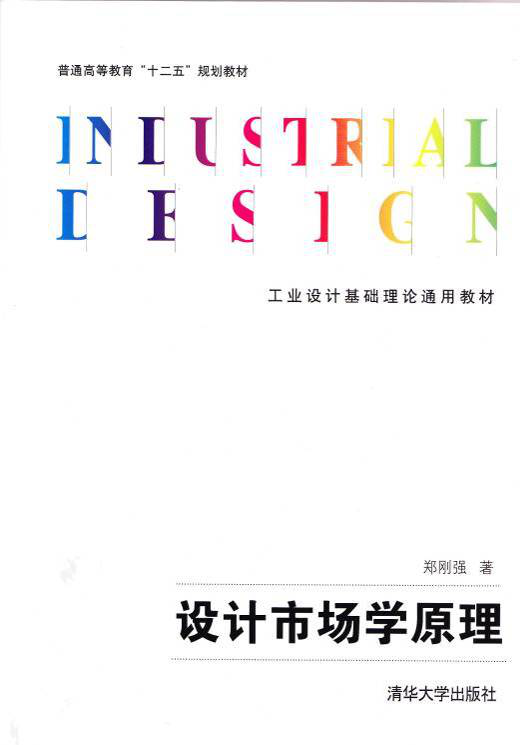 普通高等教育“十二五”规划教材
INDUSTRIAL
DESIGN
工业设计基础理论通用教材
郑刚强 著
设计市场学原理
清华大学出版社